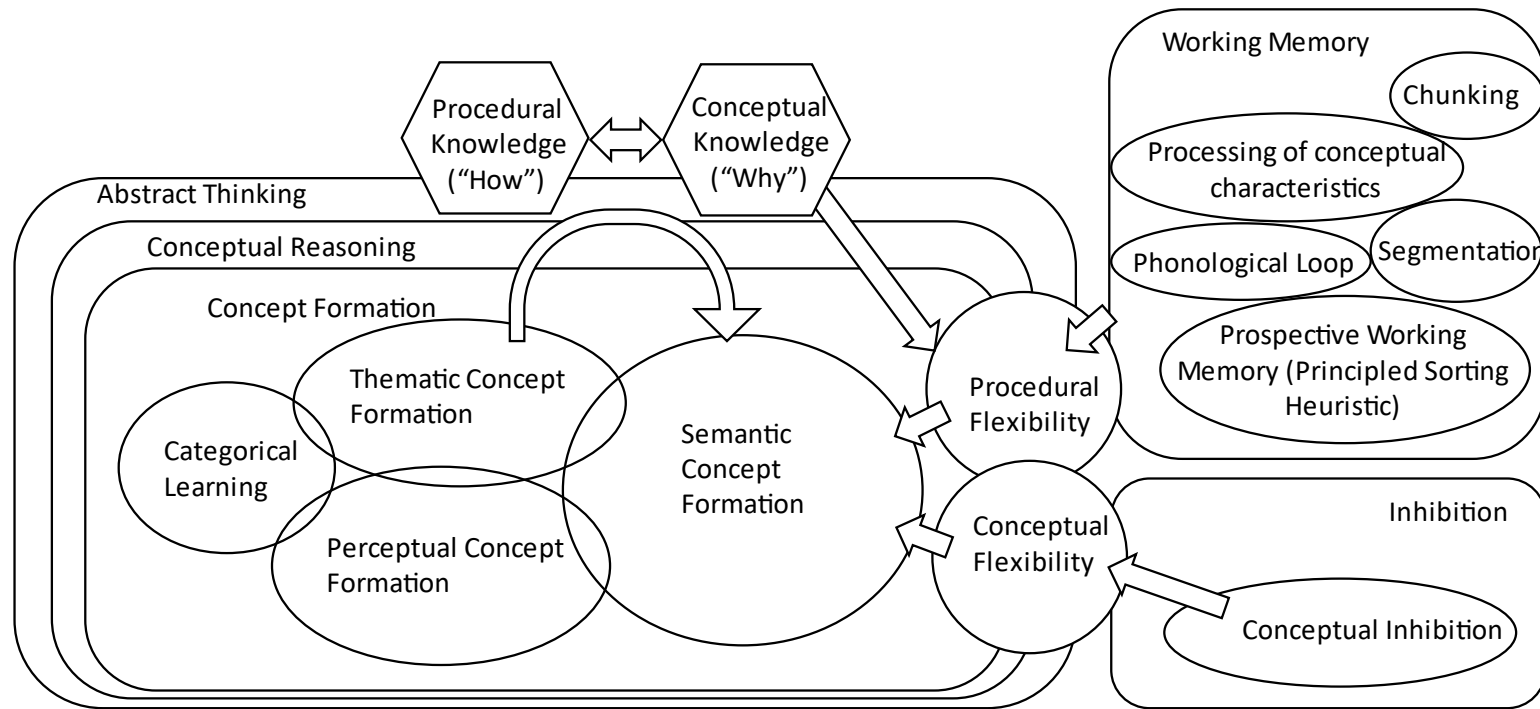 Working Memory
Chunking
Procedural
Knowledge
(“How”)
Conceptual
Knowledge
(“Why”)
Processing of conceptual
characteristics
Abstract Thinking
Conceptual Reasoning
Phonological Loop
Segmentation
Concept Formation
Prospective Working
Memory (Principled Sorting
Heuristic)
Thematic Concept
Formation
Procedural
Flexibility
Categorical
Learning
Semantic
Concept
Formation
Perceptual Concept
Formation
Conceptual
Flexibility
Inhibition
Conceptual Inhibition